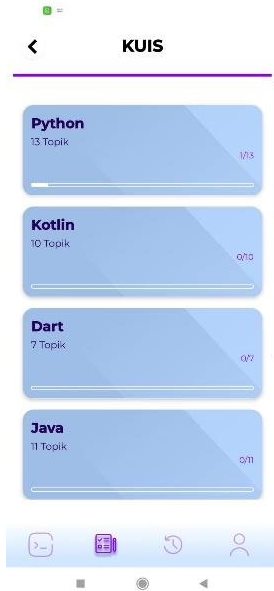 KUIS
Python
13 Topik
1/13
Kotlin
10 Topik
0/10
Dart
7 Topik
0/7
Java
11 Topik
0/11